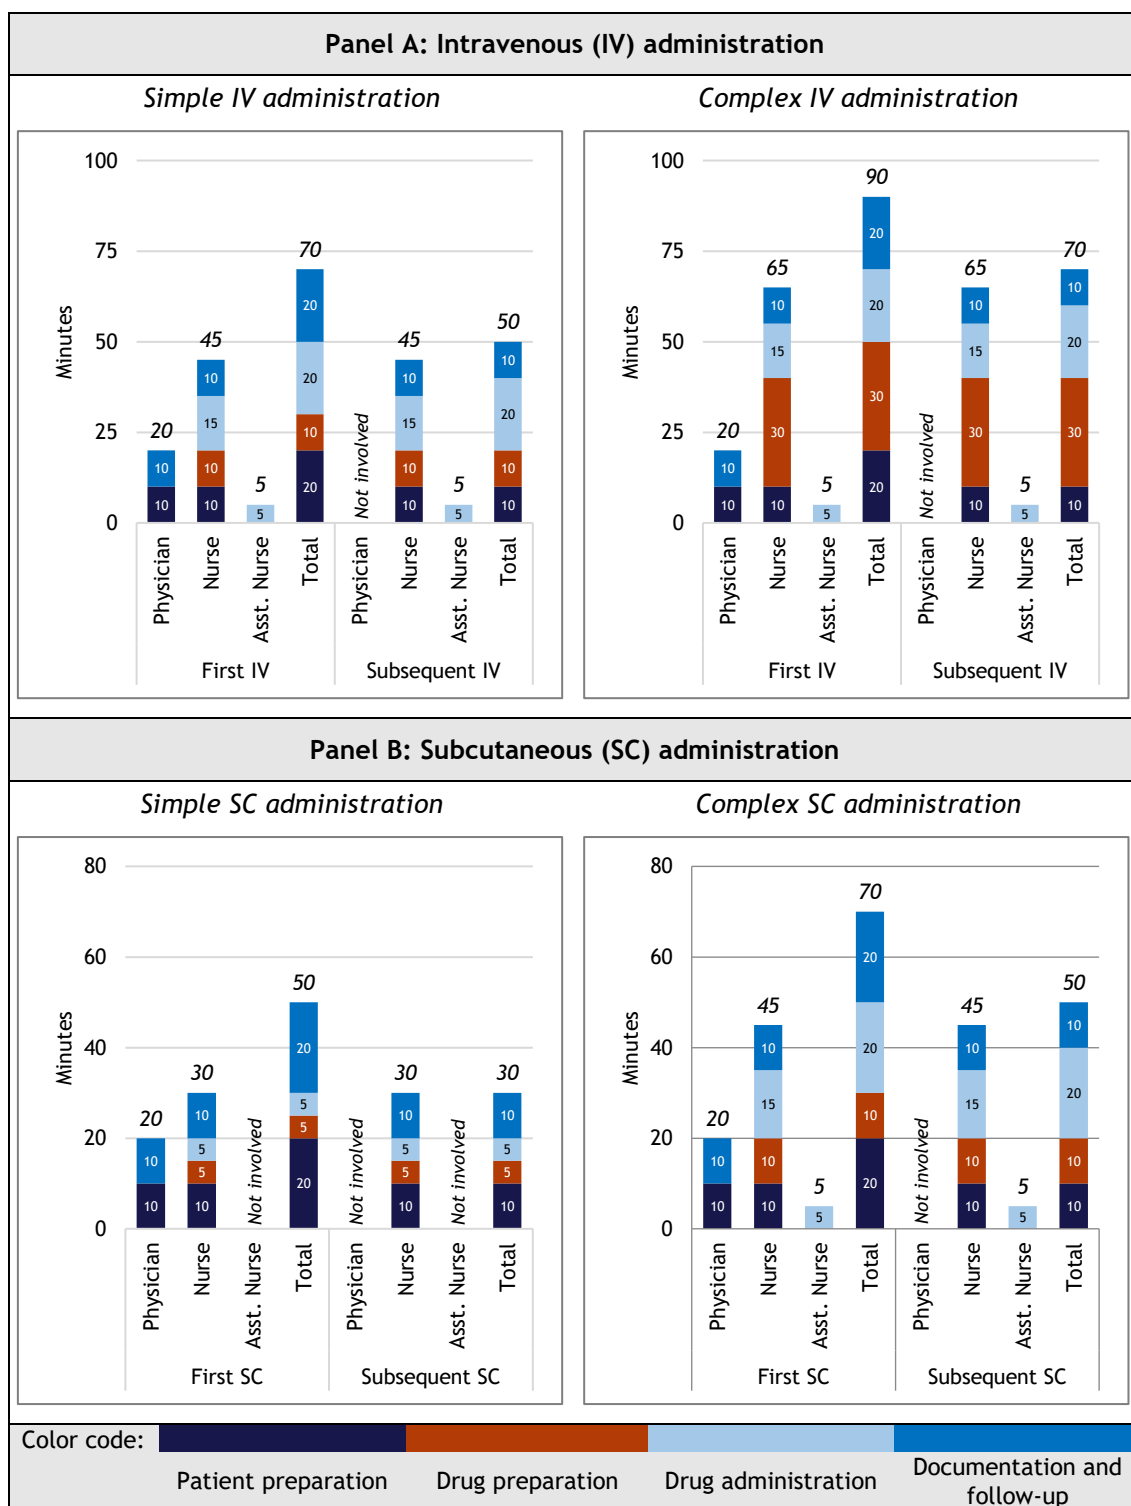 Panel A: Intravenous (IV) administration
Simple IV administration
100
75
50
25
0
Minutes
20
10
10
45
10
15
10
10
5
5
70
20
20
10
20
Not involved
45
10
15
10
10
5
5
50
10
20
10
10
Physician
Nurse
Asst. Nurse
Total
Physician
Nurse
Asst. Nurse
Total
First IV
Subsequent IV
Complex IV administration
100
75
50
25
0
Minutes
20
10
10
65
10
15
30
10
5
5
90
20
20
30
20
Not involved
65
10
15
30
10
5
5
70
10
20
30
10
Physician
Nurse
Asst. Nurse
Total
Physician
Nurse
Asst. Nurse
Total
First IV
Subsequent IV
Panel B: Subcutaneous (SC) administration
Simple SC administration
80
60
40
20
0
Minutes
20
10
10
30
10
5
5
10
Not involved
50
20
5
5
20
Not involved
30
10
5
5
10
Not involved
30
10
5
5
10
Physician
Nurse
Asst. Nurse
Total
Physician
Nurse
Asst. Nurse
Total
First SC
Subsequent SC
Complex SC administration
80
60
40
20
0
Minutes
20
10
10
45
10
15
10
10
5
5
70
20
20
10
20
Not involved
45
10
15
10
10
5
5
50
10
20
10
10
Physician
Nurse
Asst. Nurse
Total
Physician
Nurse
Asst. Nurse
Total
First SC
Subsequent SC
Color code:
Patient preparation
Drug preparation
Drug administration
Documentation and
follow-up